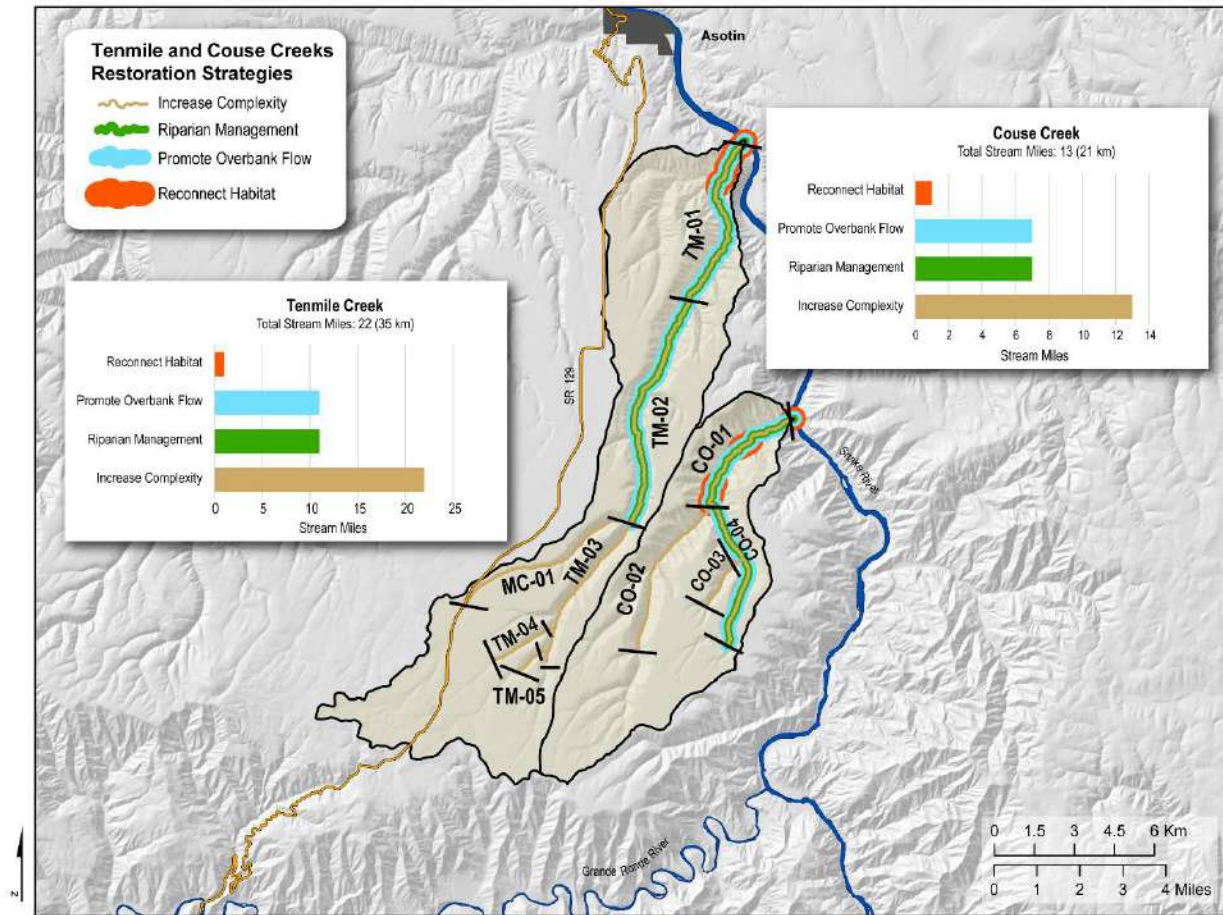 Asotin
Tenmile and Couse Creeks
Restoration Strategies
Increase Complexity
Riparian Management
Promote Overbank Flow
Reconnect Habitat
Couse Creek
Total Stream Miles: 13 (21 km)
Reconnect Habitat
Promote Overbank Flow
Riparian Management
Increase Complexity
0 2 4 6 8 10 12 14
Stream Miles
Tenmile Creek
Total Stream Miles: 22 (35 km)
Reconnect Habitat
Promote Overbank Flow
Riparian Management
Increase Complexity
0 5 10 15 20 25
Stream Miles
SR 129
7M-01
TM-02
CO-01
Snake River
CO-04
CO-03
CO-02
TM-03
MC-01
TM-04
TM-05
Grande Ronde River
0 1.5 3 4.5 6 Km
0 1 2 3 4 Miles
N